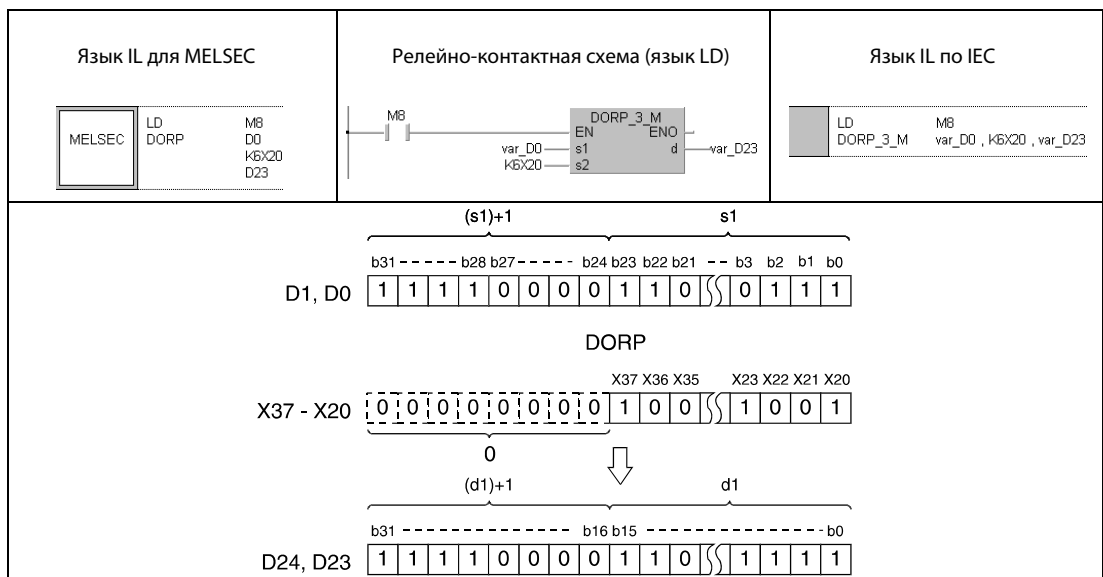 Язык IL для MELSEC
Релейно-контактная схема (язык LD)
Язык IL по IEC
MELSEC
LD M8
DORP D0
K6X20
D23
M8
DORP_3_M
EN ENO
var_D0 s1 d var_D23
K6X20 s2
LD M8
DORP_3_M var_D0 , K6X20 , var_D23
(s1)+1 s1
b31 b28 b27 b24 b23 b22 b21 b3 b2 b1 b0
D1, D0 1 1 1 1 0 0 0 0 1 1 0 0 1 1 1
DORP
X37 X36 X35 X23 X22 X21 X20
X37 - X20 0 0 0 0 0 0 0 0 1 0 0 1 0 0 1
0
(d1)+1 d1
b31 b16 b15 b0
D24, D23 1 1 1 1 0 0 0 0 1 1 0 1 1 1 1